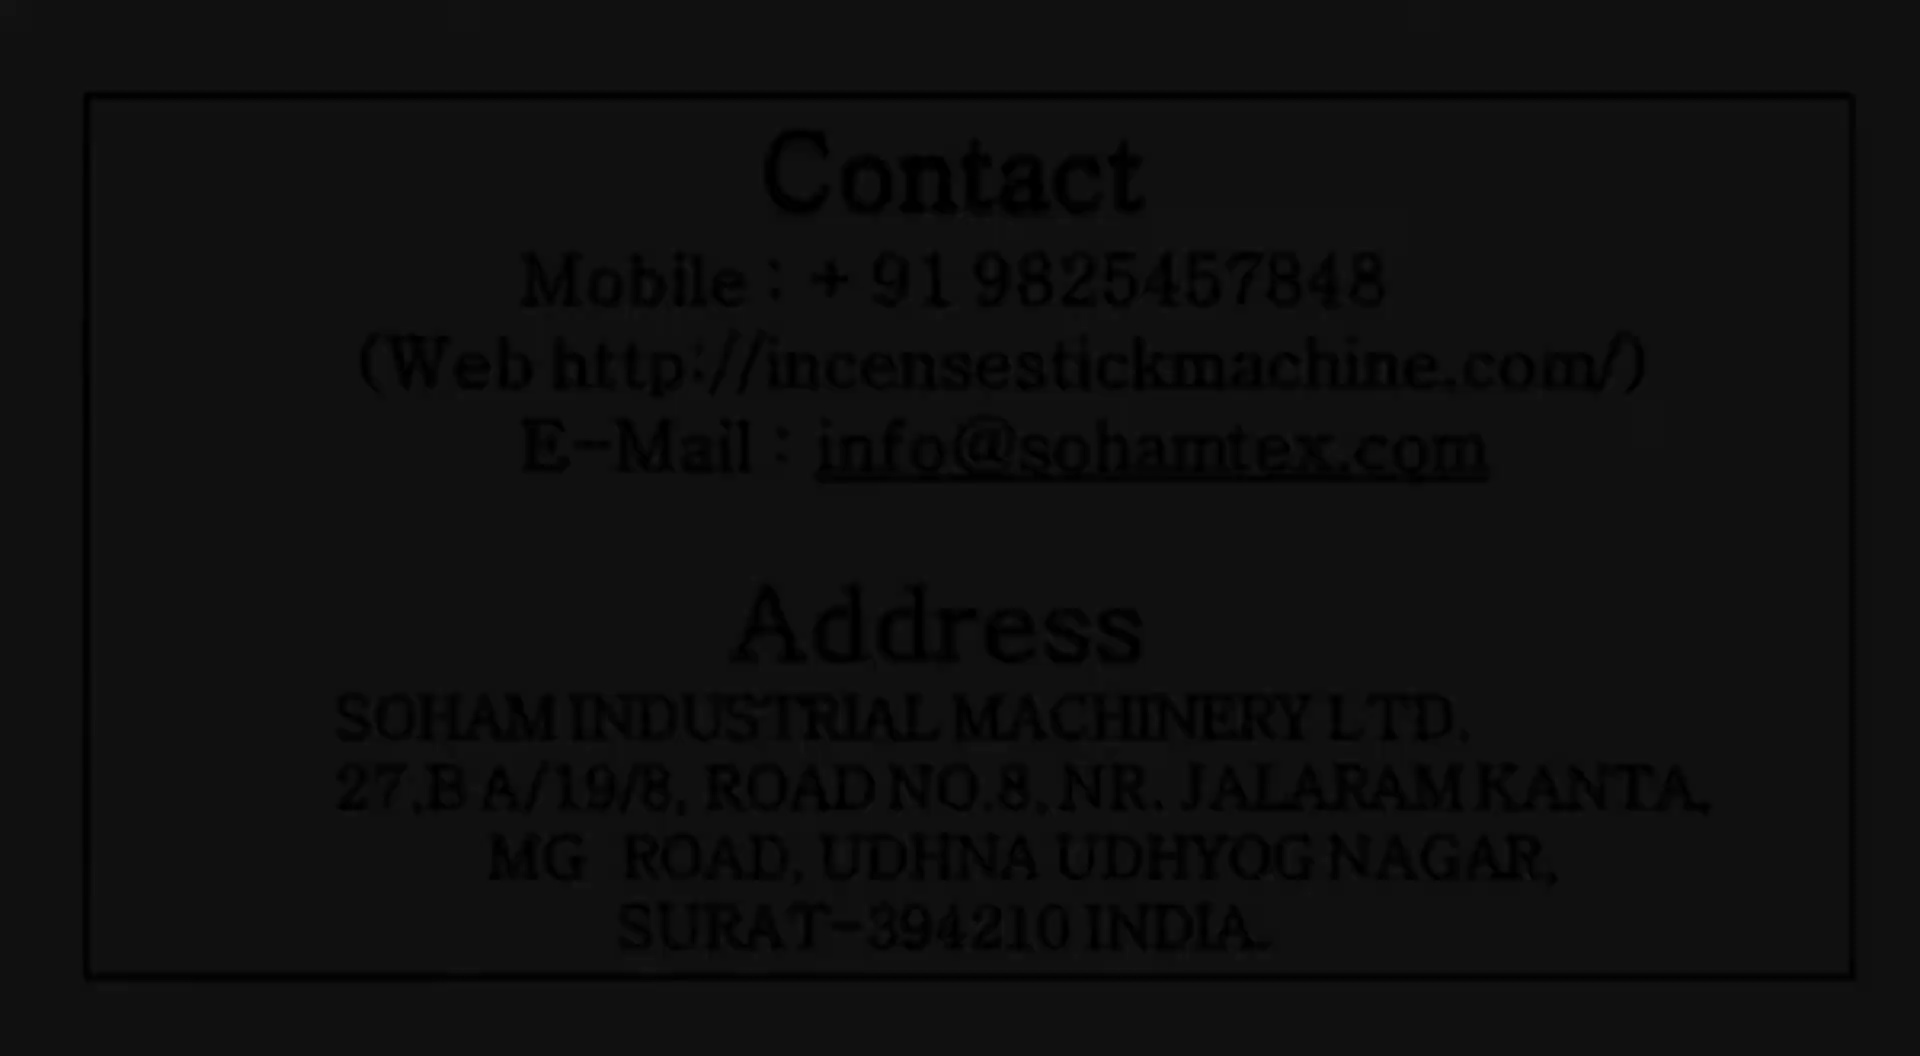 Contact
Mobile : + 91 9825457848
(Web http://incensestickmachine.com/)
E-Mail : info@sohamtex.com
Address
SOHAM INDUSTRIAL MACHINERY LTD.
27,B A/19/8, ROAD NO.8, NR. JALARAM KANTA,
MG ROAD, UDHNA UDHYOG NAGAR,
SURAT-394210 INDIA.